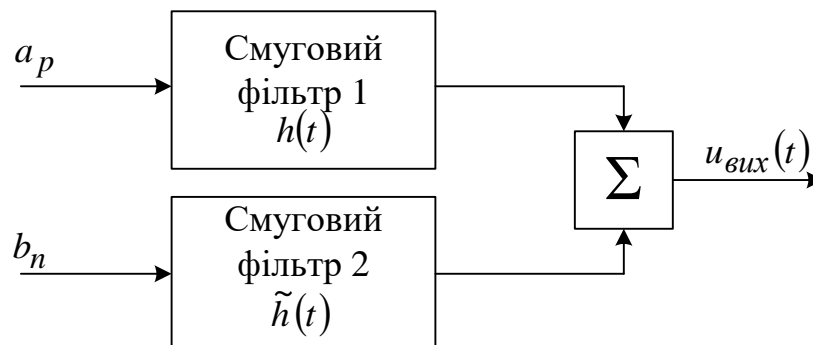 a_p
Смуговий
фільтр 1
h(t)
Σ
u_вих(t)
b_n
Смуговий
фільтр 2
h̃(t)